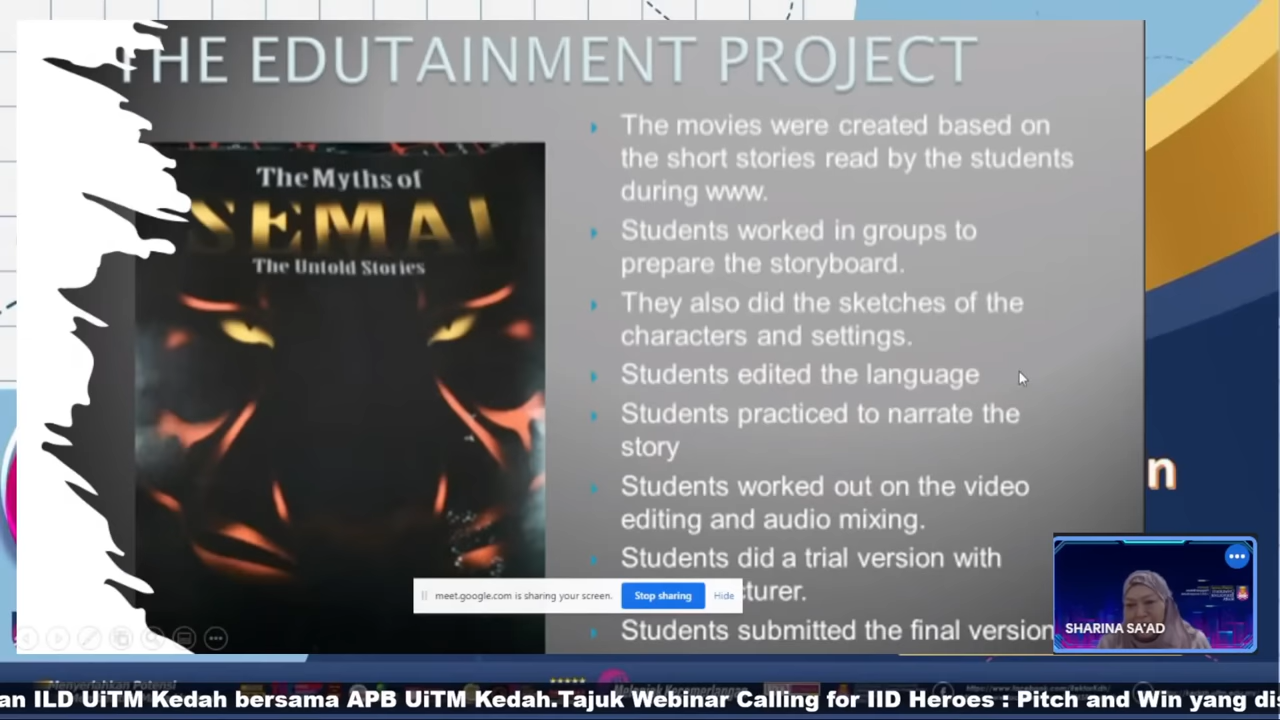 THE EDUTAINMENT PROJECT
The Myths of
SEMAI
The Untold Stories
The movies were created based on
the short stories read by the students
during www.
Students worked in groups to
prepare the storyboard.
They also did the sketches of the
characters and settings.
Students edited the language
Students practiced to narrate the
story
Students worked out on the video
editing and audio mixing.
Students did a trial version with
cturer.
Students submitted the final version
meet.google.com is sharing your screen.
Stop sharing
Hide
n
SHARINA SA'AD
Menyerlahkan Potensi
an ILD UiTM Kedah bersama APB UiTM Kedah.Tajuk Webinar Calling for IID Heroes : Pitch and Win yang di